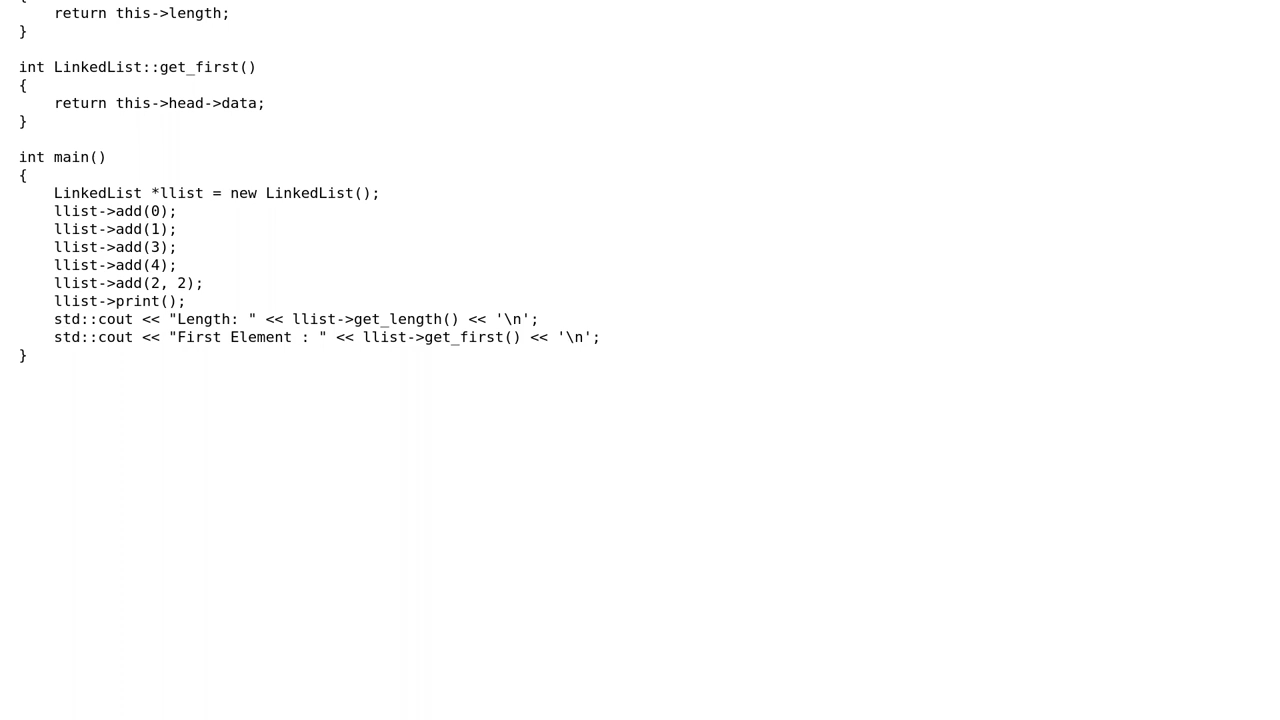 {
    return this->length;
}
int LinkedList::get_first()
{
    return this->head->data;
}
int main()
{
    LinkedList *llist = new LinkedList();
    llist->add(0);
    llist->add(1);
    llist->add(3);
    llist->add(4);
    llist->add(2, 2);
    llist->print();
    std::cout << "Length: " << llist->get_length() << '\n';
    std::cout << "First Element : " << llist->get_first() << '\n';
}